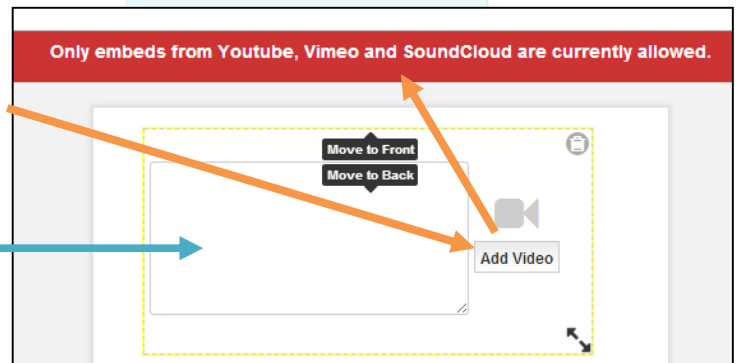 Only embeds from Youtube, Vimeo and SoundCloud are currently allowed.
Move to Front
Move to Back
Add Video